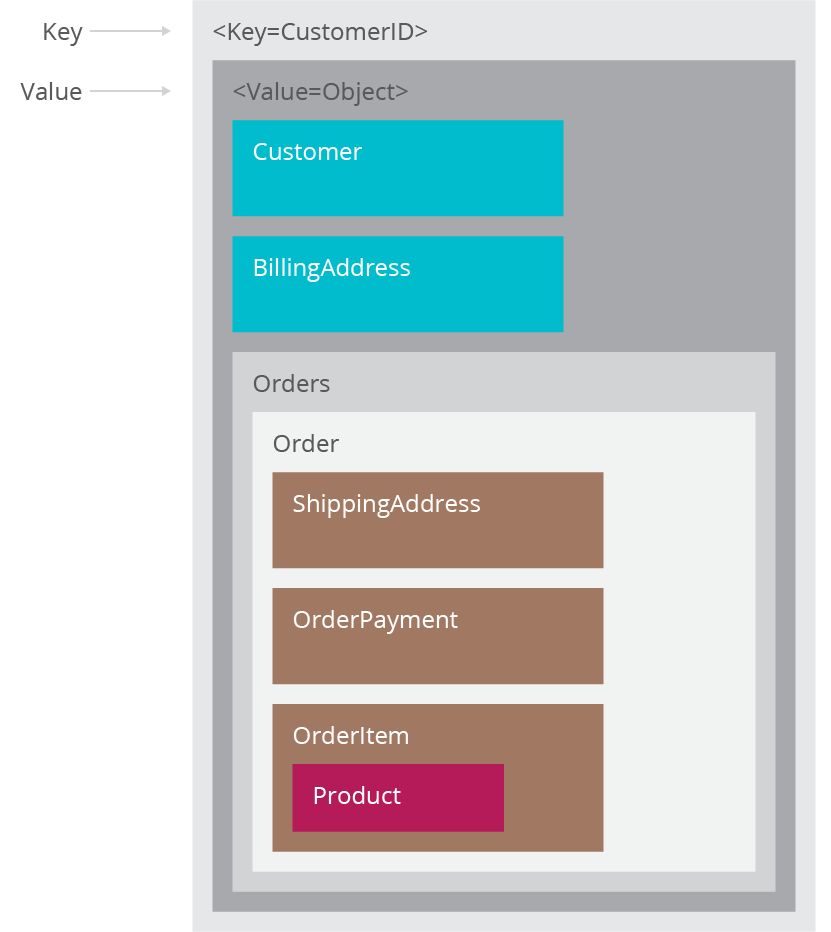 Key
<Key=CustomerID>
Value
<Value=Object>
Customer
BillingAddress
Orders
Order
ShippingAddress
OrderPayment
OrderItem
Product